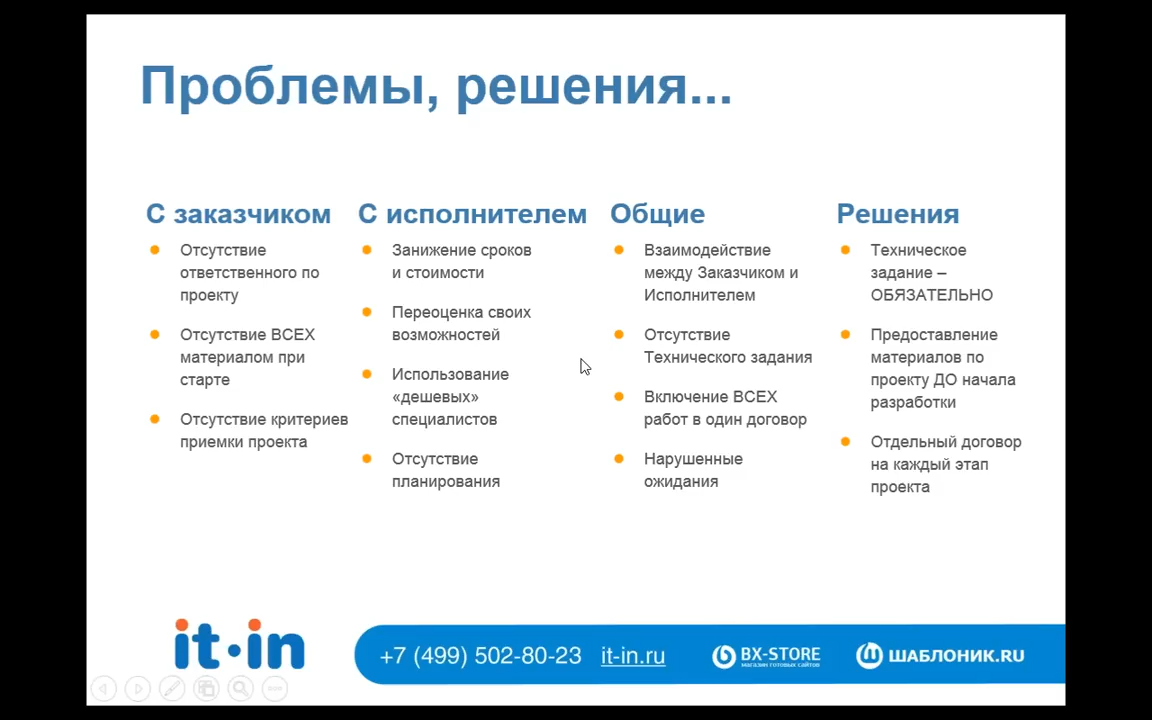 Проблемы, решения...
С заказчиком
Отсутствие
ответственного по
проекту
Отсутствие ВСЕХ
материалом при
старте
Отсутствие критериев
приемки проекта
С исполнителем
Занижение сроков
и стоимости
Переоценка своих
возможностей
Использование
«дешевых»
специалистов
Отсутствие
планирования
Общие
Взаимодействие
между Заказчиком и
Исполнителем
Отсутствие
Технического задания
Включение ВСЕХ
работ в один договор
Нарушенные
ожидания
Решения
Техническое
задание –
ОБЯЗАТЕЛЬНО
Предоставление
материалов по
проекту ДО начала
разработки
Отдельный договор
на каждый этап
проекта
it·in
+7 (499) 502-80-23 it-in.ru
BX-STORE
магазин готовых сайтов
ШАБЛОНИК.RU